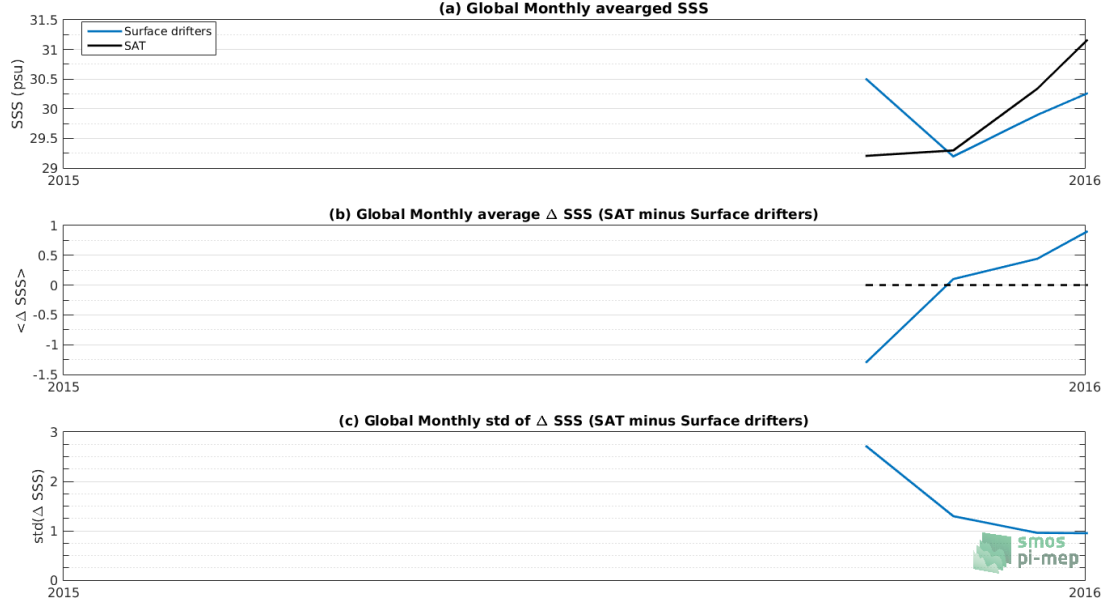 (a) Global Monthly avearged SSS
31.5
31
30.5
30
29.5
29
SSS (psu)
Surface drifters
SAT
2015
2016
(b) Global Monthly average Δ SSS (SAT minus Surface drifters)
1
0.5
0
-0.5
-1
-1.5
<Δ SSS>
2015
2016
(c) Global Monthly std of Δ SSS (SAT minus Surface drifters)
3
2
1
0
std(Δ SSS)
smos
pi-mep
2015
2016